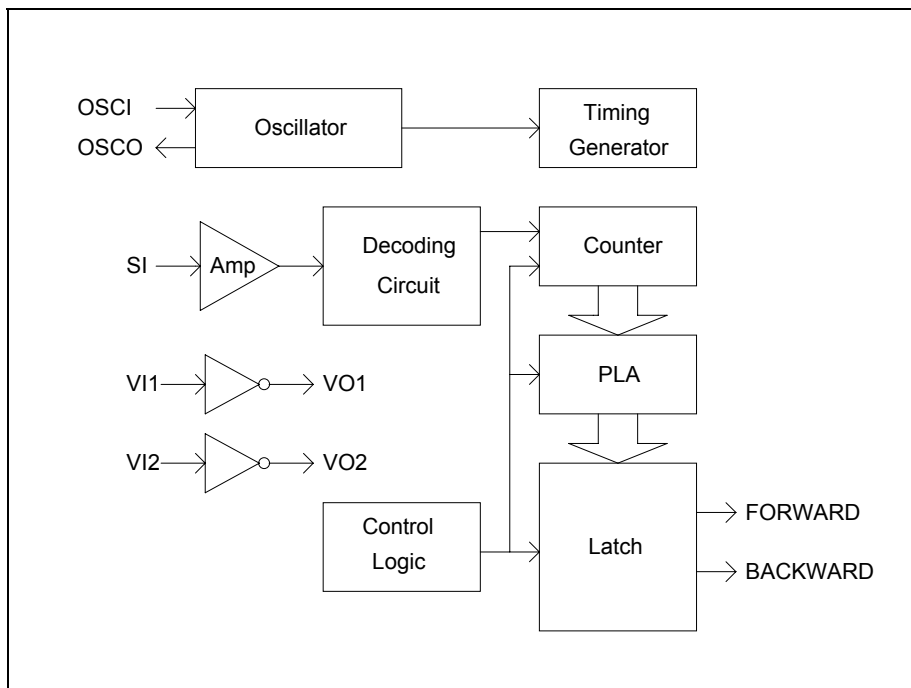 OSCI
OSCO
Oscillator
Timing
Generator
SI
Amp
Decoding
Circuit
Counter
VI1
VO1
PLA
VI2
VO2
Control
Logic
Latch
FORWARD
BACKWARD